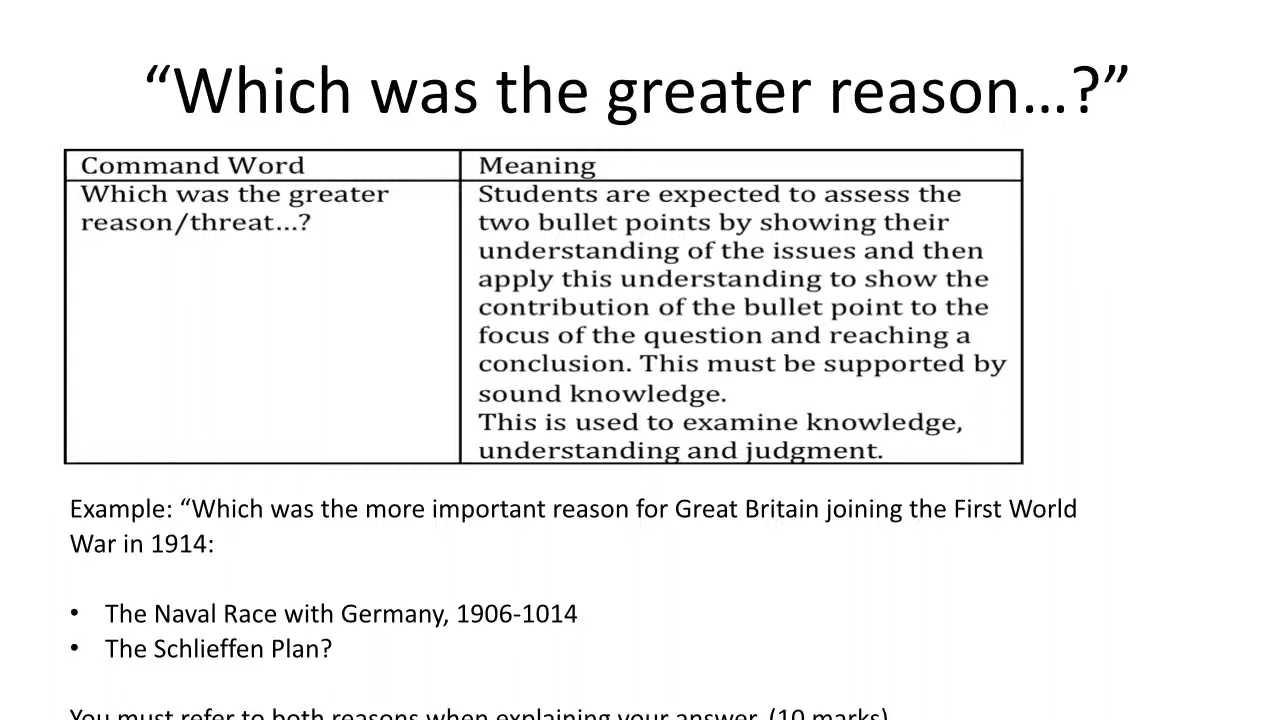 “Which was the greater reason…?”
Command Word
Meaning
Which was the greater
reason/threat…?
Students are expected to assess the
two bullet points by showing their
understanding of the issues and then
apply this understanding to show the
contribution of the bullet point to the
focus of the question and reaching a
conclusion. This must be supported by
sound knowledge.
This is used to examine knowledge,
understanding and judgment.
Example: “Which was the more important reason for Great Britain joining the First World
War in 1914:
• The Naval Race with Germany, 1906-1014
• The Schlieffen Plan?
You must refer to both reasons when explaining your answer. (10 marks)